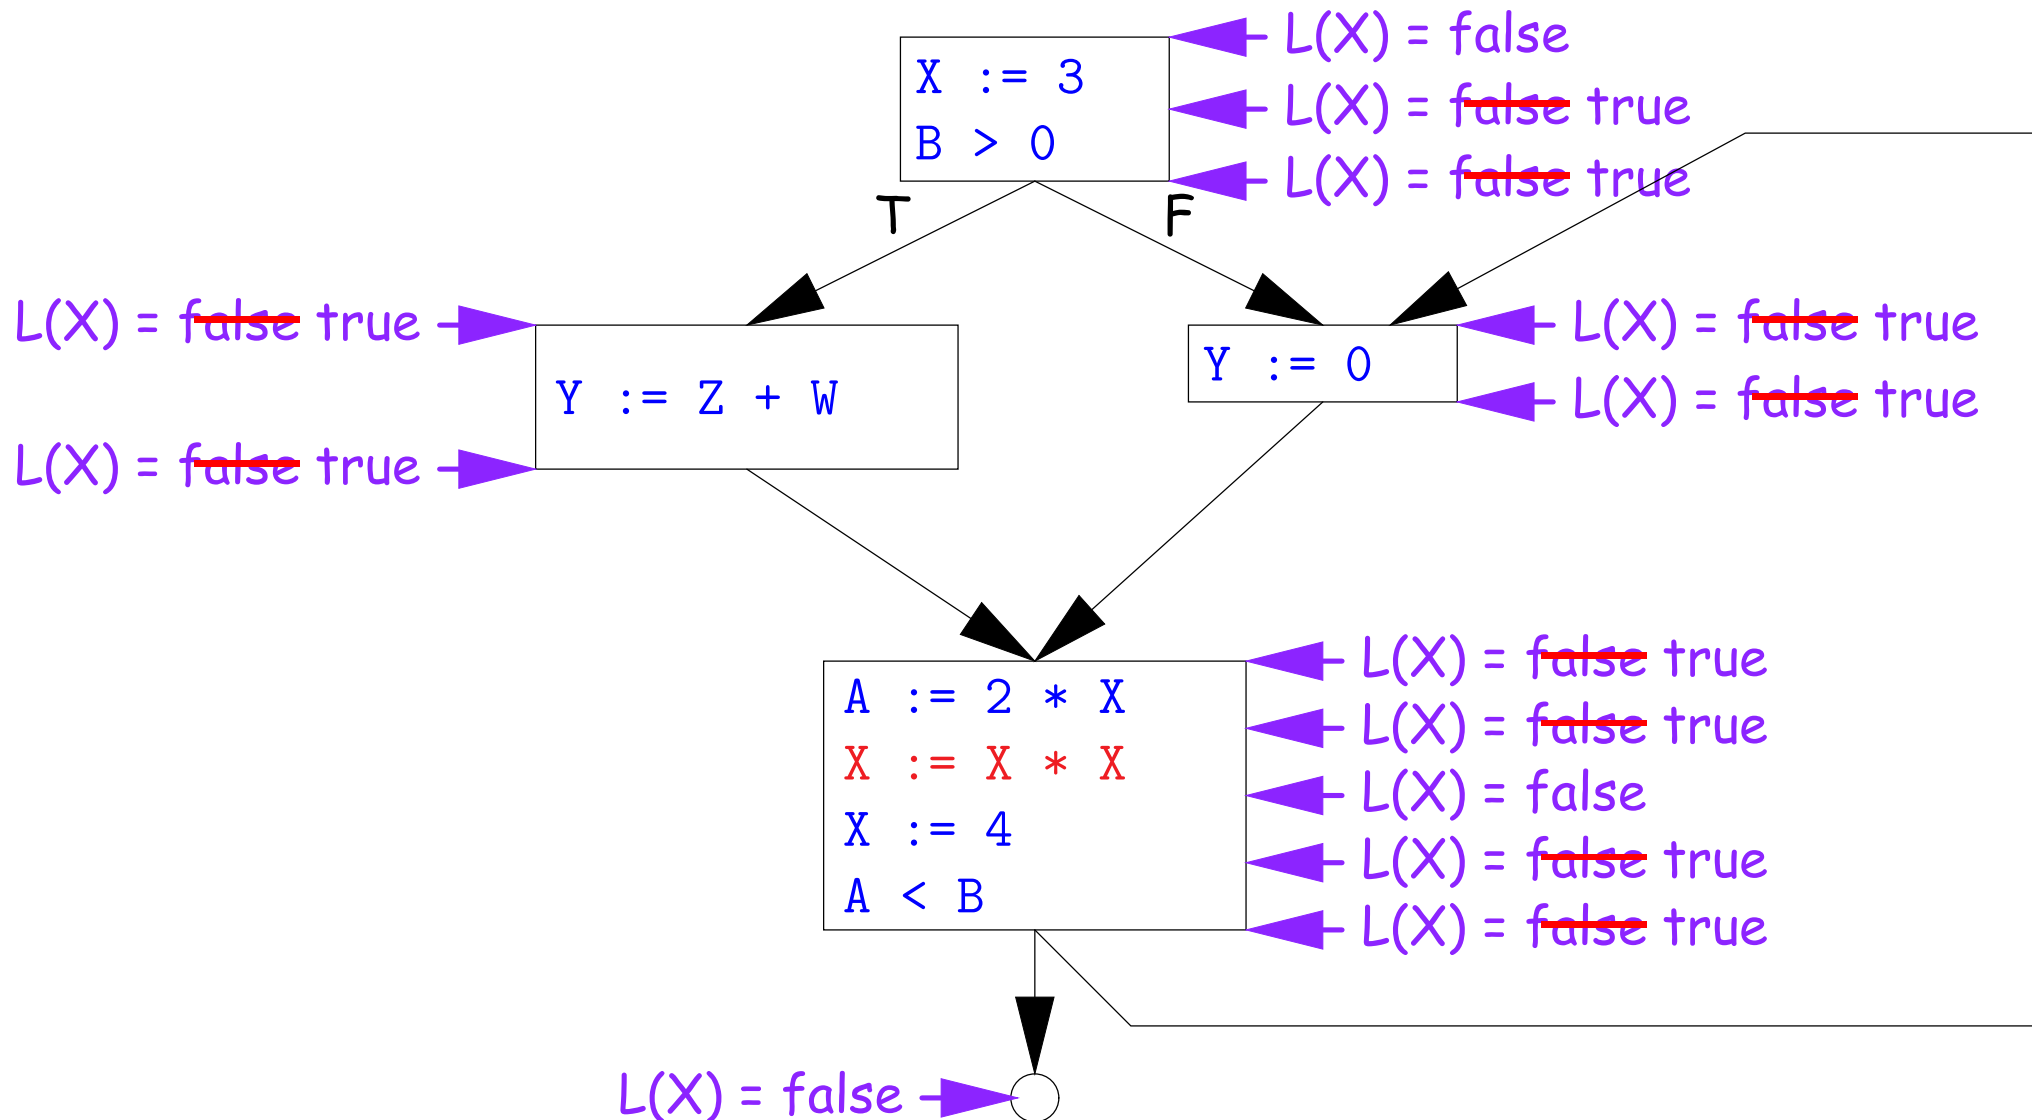 L(X) = false
X := 3
L(X) = false true
B > 0
L(X) = false true
T
F
L(X) = false true
L(X) = false true
Y := Z + W
Y := 0
L(X) = false true
L(X) = false true
L(X) = false true
A := 2 * X
L(X) = false true
X := X * X
L(X) = false
X := 4
L(X) = false true
A < B
L(X) = false true
L(X) = false